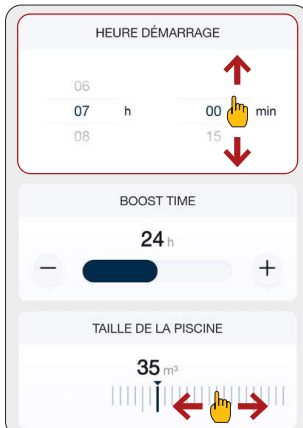 HEURE DÉMARRAGE
06
07 h 00 min
08 15
BOOST TIME
24 h
− +
TAILLE DE LA PISCINE
35 m³